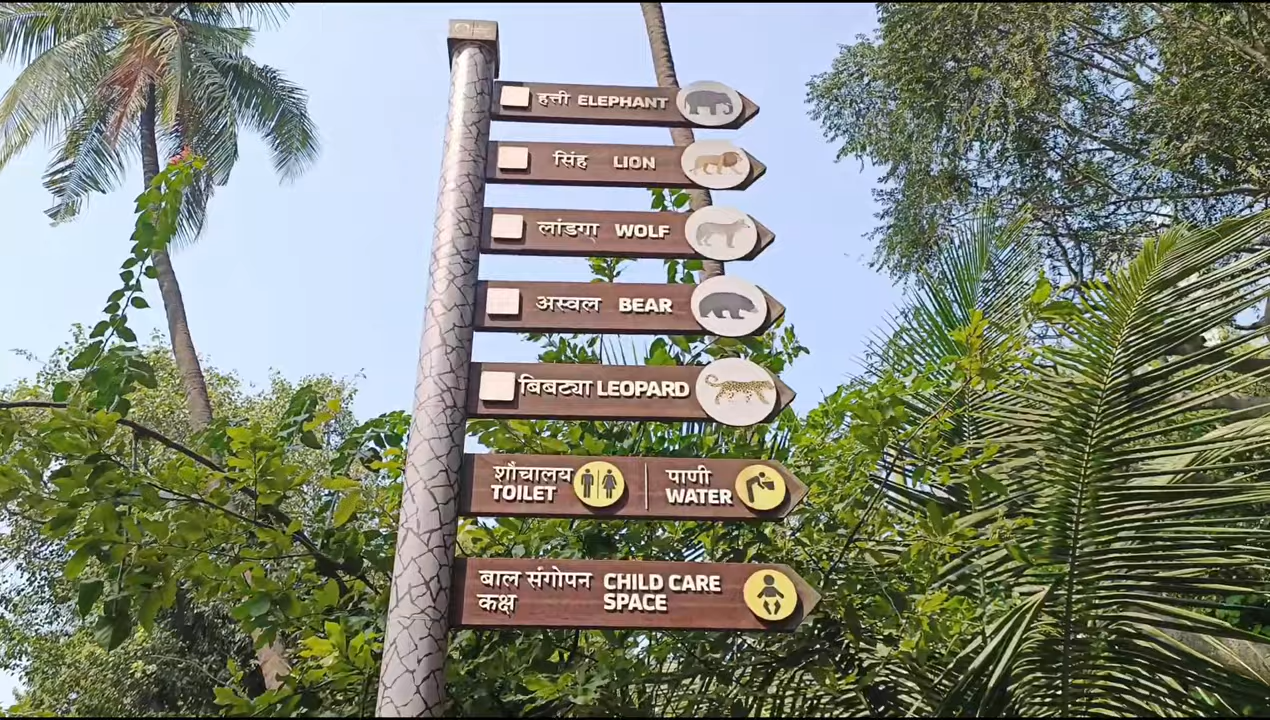 हत्ती ELEPHANT
सिंह LION
लांडगा WOLF
अस्वल BEAR
बिबट्या LEOPARD
शौचालय पाणी
TOILET WATER
बाल संगोपन CHILD CARE
कक्ष SPACE